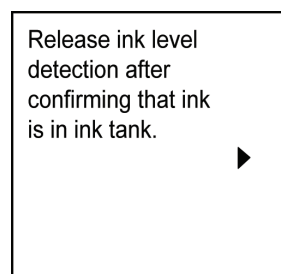 Release ink level
detection after
confirming that ink
is in ink tank.